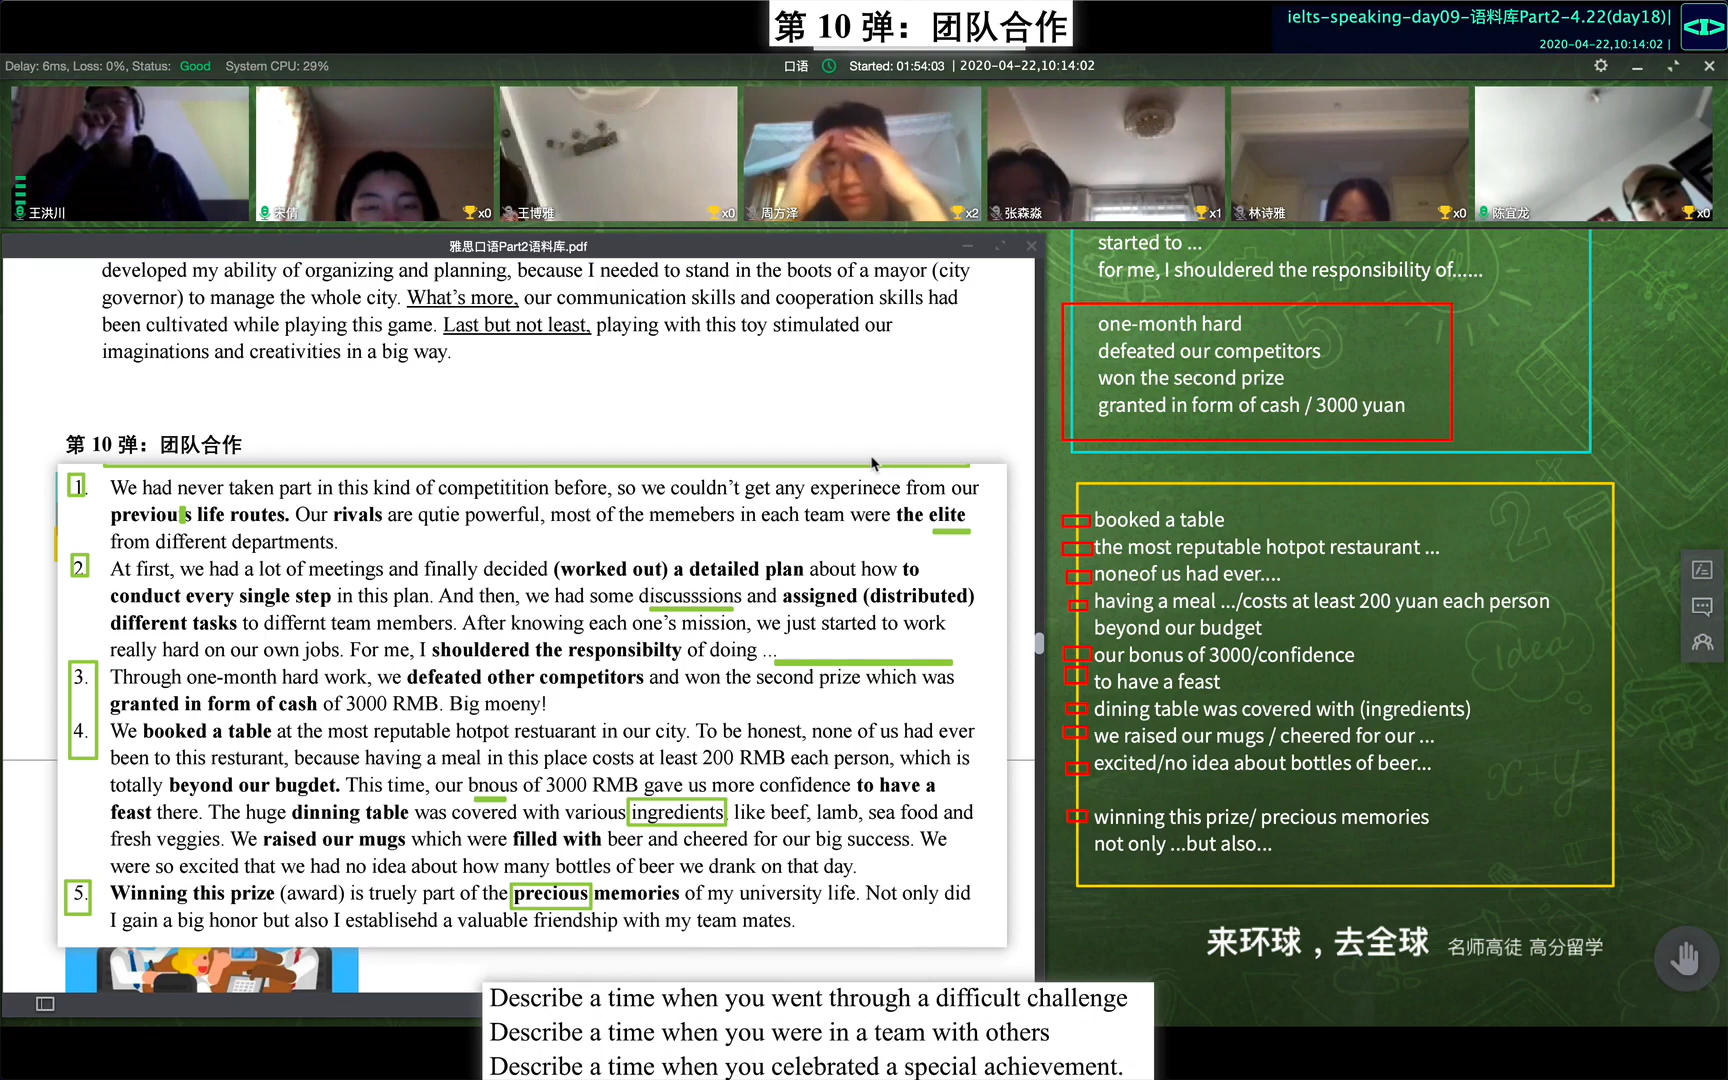 第 10 弹：团队合作
ielts-speaking-day09-语料库Part2-4.22(day18)|
2020-04-22,10:14:02 |
Delay: 6ms, Loss: 0%, Status: Good System CPU: 29%
口语 Started: 01:54:03 | 2020-04-22,10:14:02
王洪川
宋倩 x0
王博雅 x0
周方泽 x2
张森淼 x1
林诗雅 x0
陈宜龙 x0
雅思口语Part2语料库.pdf
developed my ability of organizing and planning, because I needed to stand in the boots of a mayor (city
governor) to manage the whole city. What's more, our communication skills and cooperation skills had
been cultivated while playing this game. Last but not least, playing with this toy stimulated our
imaginations and creativities in a big way.
第 10 弹：团队合作
1. We had never taken part in this kind of competitition before, so we couldn't get any experinece from our
previous life routes. Our rivals are qutie powerful, most of the memebers in each team were the elite
from different departments.
2. At first, we had a lot of meetings and finally decided (worked out) a detailed plan about how to
conduct every single step in this plan. And then, we had some discusssions and assigned (distributed)
different tasks to differnt team members. After knowing each one's mission, we just started to work
really hard on our own jobs. For me, I shouldered the responsibilty of doing ...
3. Through one-month hard work, we defeated other competitors and won the second prize which was
granted in form of cash of 3000 RMB. Big moeny!
4. We booked a table at the most reputable hotpot restuarant in our city. To be honest, none of us had ever
been to this resturant, because having a meal in this place costs at least 200 RMB each person, which is
totally beyond our bugdet. This time, our bnous of 3000 RMB gave us more confidence to have a
feast there. The huge dinning table was covered with various ingredients, like beef, lamb, sea food and
fresh veggies. We raised our mugs which were filled with beer and cheered for our big success. We
were so excited that we had no idea about how many bottles of beer we drank on that day.
5. Winning this prize (award) is truely part of the precious memories of my university life. Not only did
I gain a big honor but also I establisehd a valuable friendship with my team mates.
started to ...
for me, I shouldered the responsibility of......
one-month hard
defeated our competitors
won the second prize
granted in form of cash / 3000 yuan
booked a table
the most reputable hotpot restaurant ...
noneof us had ever....
having a meal .../costs at least 200 yuan each person
beyond our budget
our bonus of 3000/confidence
to have a feast
dining table was covered with (ingredients)
we raised our mugs / cheered for our ...
excited/no idea about bottles of beer...
winning this prize/ precious memories
not only ...but also...
来环球，去全球 名师高徒 高分留学
Describe a time when you went through a difficult challenge
Describe a time when you were in a team with others
Describe a time when you celebrated a special achievement.